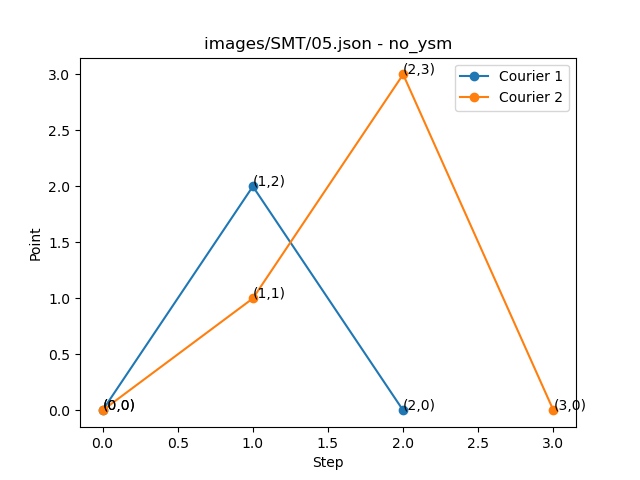 images/SMT/05.json - no_ysm
Courier 1
Courier 2
(2,3)
(1,2)
(1,1)
(0,0)
(0,0)
(2,0)
(3,0)
Point
3.0
2.5
2.0
1.5
1.0
0.5
0.0
0.0 0.5 1.0 1.5 2.0 2.5 3.0
Step